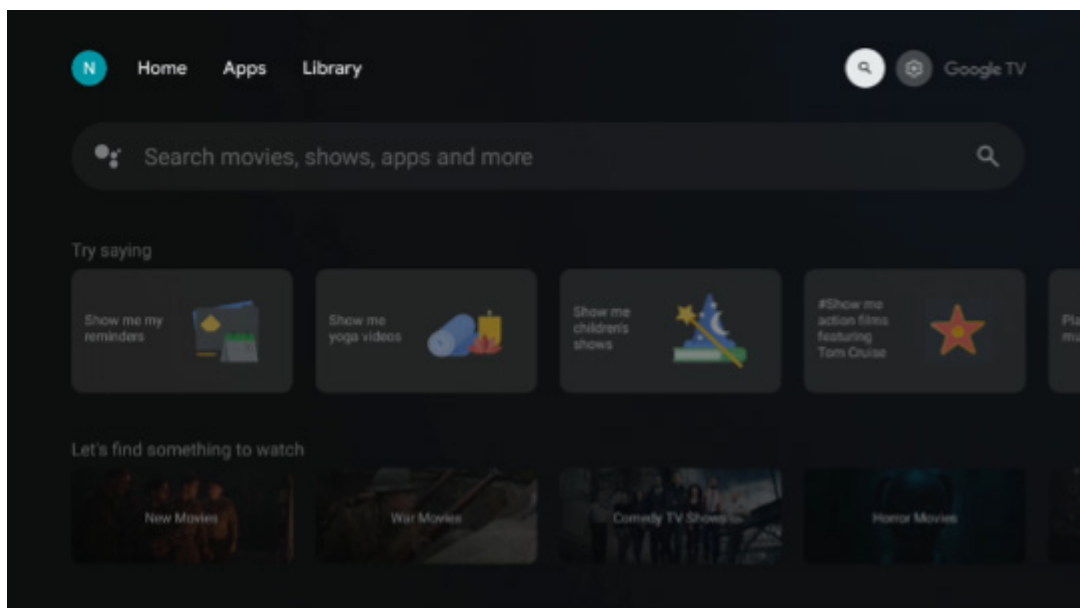 N Home Apps Library Google TV
Search movies, shows, apps and more
Try saying
Show me my
reminders
Show me
yoga videos
Show me
children's
shows
#Show me
action films
featuring
Tom Cruise
Pla
mu
Let's find something to watch
New Movies
War Movies
Comedy TV Shows
Horror Movies